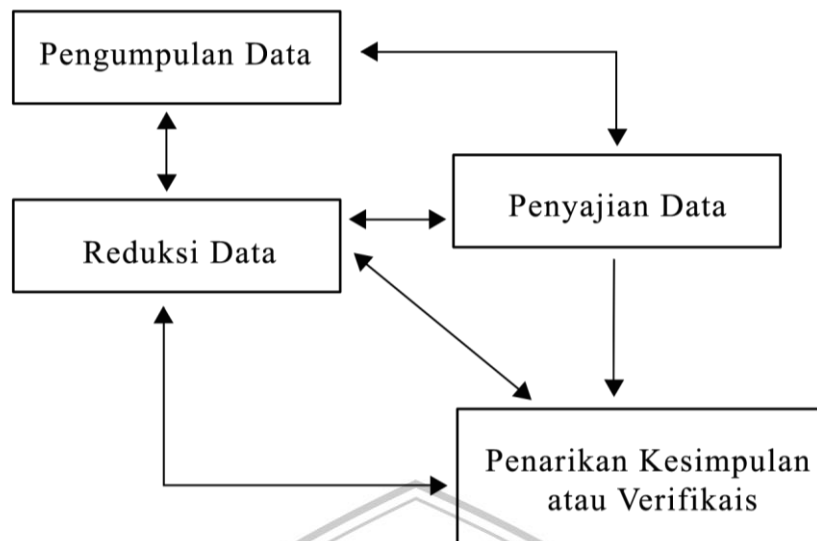 Pengumpulan Data
Penyajian Data
Reduksi Data
Penarikan Kesimpulan
atau Verifikais